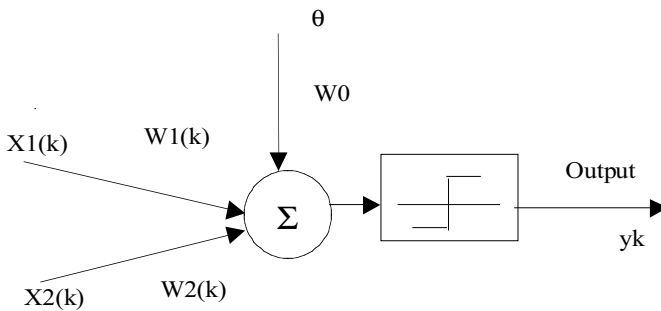 θ
W0
W1(k)
X1(k)
Output
Σ
yk
W2(k)
X2(k)